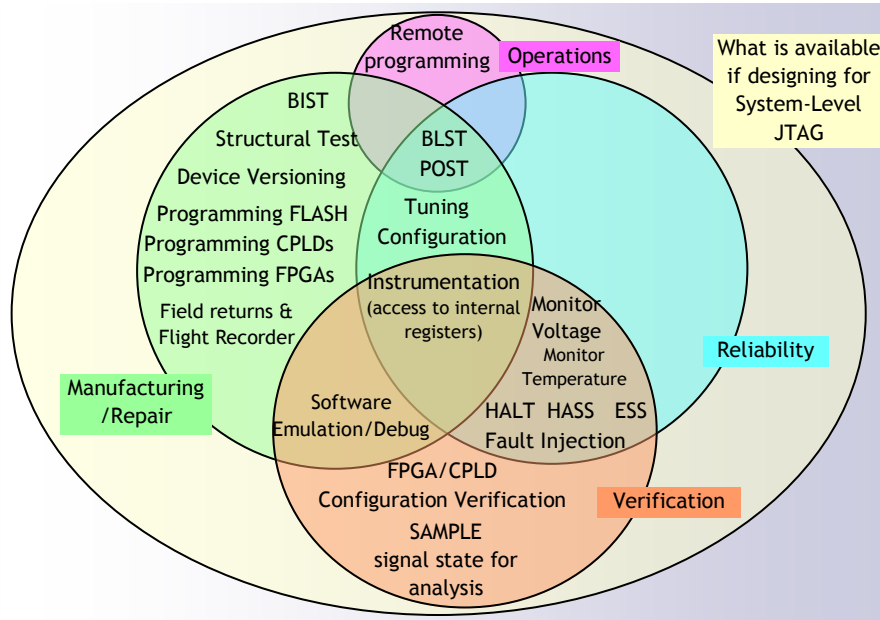 Remote
programming
Operations
What is available
if designing for
System-Level
JTAG
BIST
Structural Test
BLST
POST
Device Versioning
Tuning
Configuration
Programming FLASH
Programming CPLDs
Programming FPGAs
Field returns &
Flight Recorder
Instrumentation
(access to internal
registers)
Monitor
Voltage
Monitor
Temperature
Reliability
Manufacturing
/Repair
Software
Emulation/Debug
HALT HASS ESS
Fault Injection
FPGA/CPLD
Configuration Verification
Verification
SAMPLE
signal state for
analysis